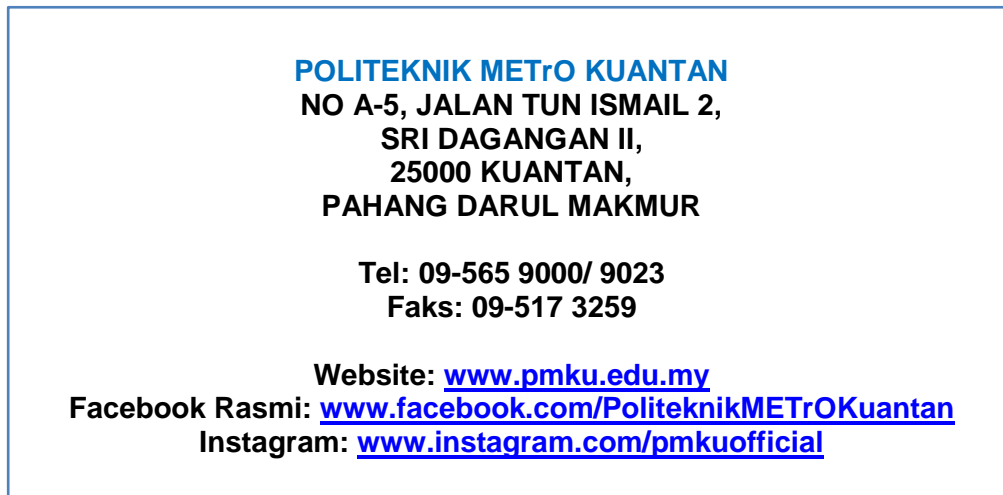 POLITEKNIK METrO KUANTAN
NO A-5, JALAN TUN ISMAIL 2,
SRI DAGANGAN II,
25000 KUANTAN,
PAHANG DARUL MAKMUR
Tel: 09-565 9000/ 9023
Faks: 09-517 3259
Website: www.pmku.edu.my
Facebook Rasmi: www.facebook.com/PoliteknikMETrOKuantan
Instagram: www.instagram.com/pmkuofficial